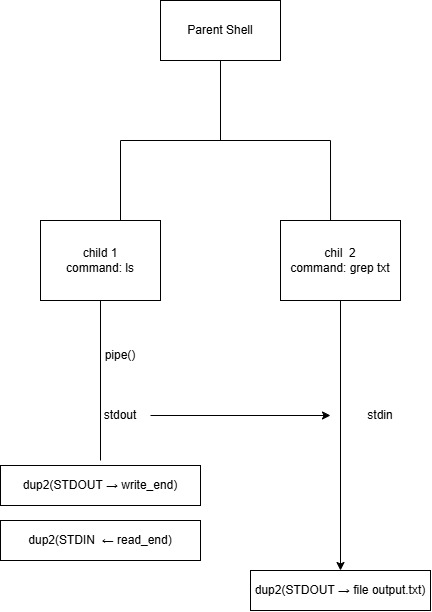 Parent Shell
child 1
command: ls
chil 2
command: grep txt
pipe()
stdout
stdin
dup2(STDOUT → write_end)
dup2(STDIN ← read_end)
dup2(STDOUT → file output.txt)